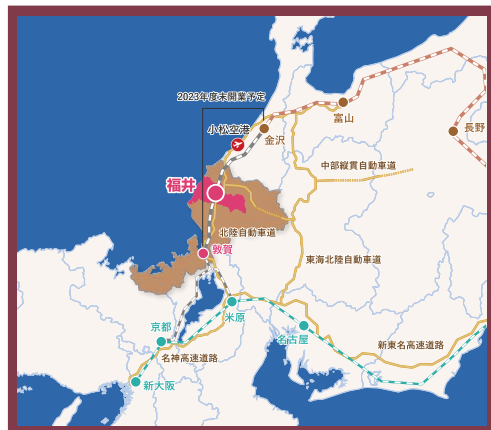 2023年度末開業予定
小松空港
金沢
富山
長野
中部縦貫自動車道
福井
北陸自動車道
敦賀
東海北陸自動車道
米原
京都
名古屋
新東名高速道路
名神高速道路
新大阪